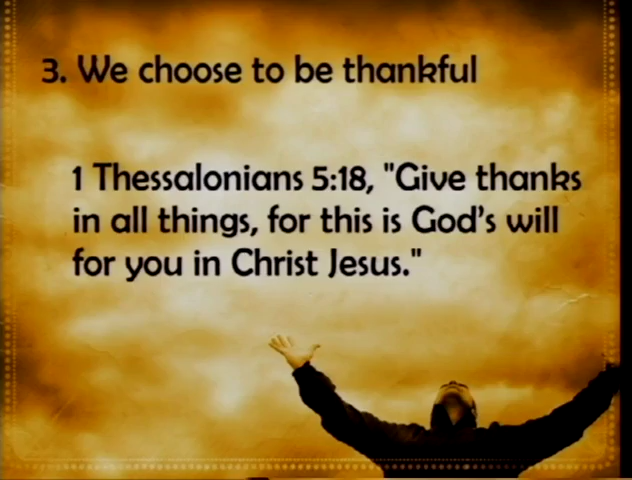 3. We choose to be thankful
1 Thessalonians 5:18, "Give thanks
in all things, for this is God's will
for you in Christ Jesus."